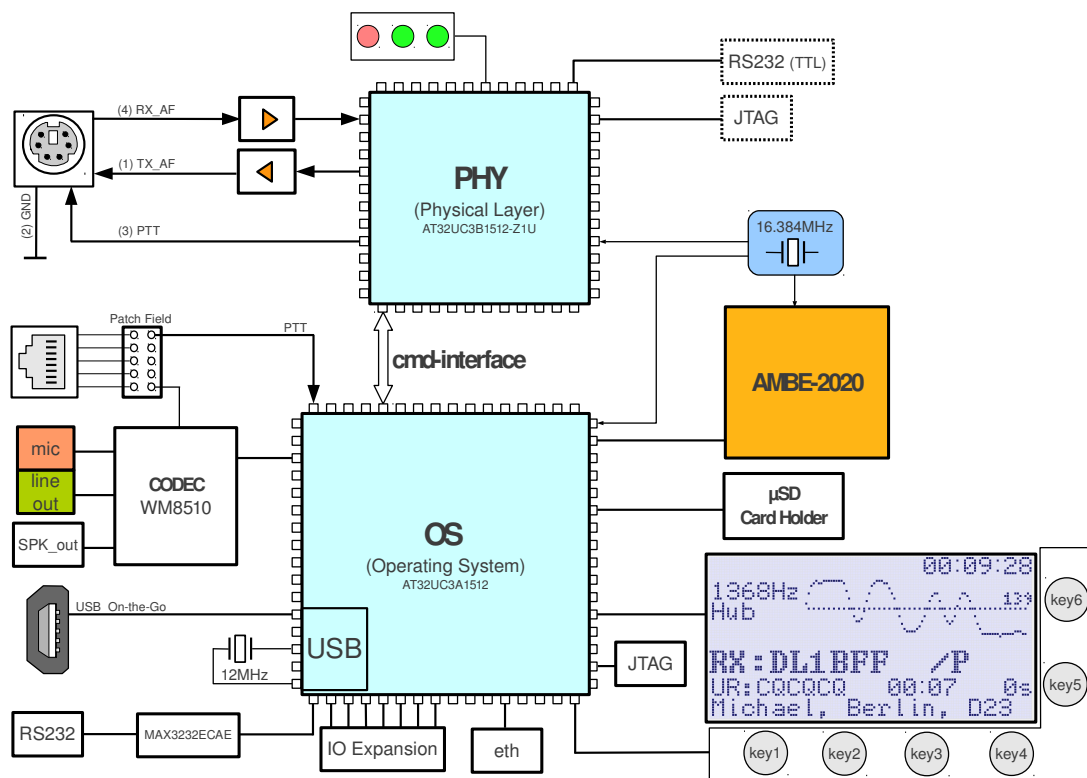 RS232 (TTL)
JTAG
(4) RX_AF
(1) TX_AF
(2) GND
(3) PTT
PHY
(Physical Layer)
AT32UC3B1512-Z1U
16.384MHz
Patch Field
PTT
cmd-interface
AMBE-2020
mic
line
out
SPK_out
CODEC
WM8510
OS
(Operating System)
AT32UC3A1512
µSD
Card Holder
USB On-the-Go
USB
12MHz
JTAG
00:09:28
1368Hz
139
Hub
RX:DL1BFF /P
UR:CQCQCQ 00:07 0s
Michael, Berlin, D23
key6
key5
RS232
MAX3232ECAE
IO Expansion
eth
key1
key2
key3
key4